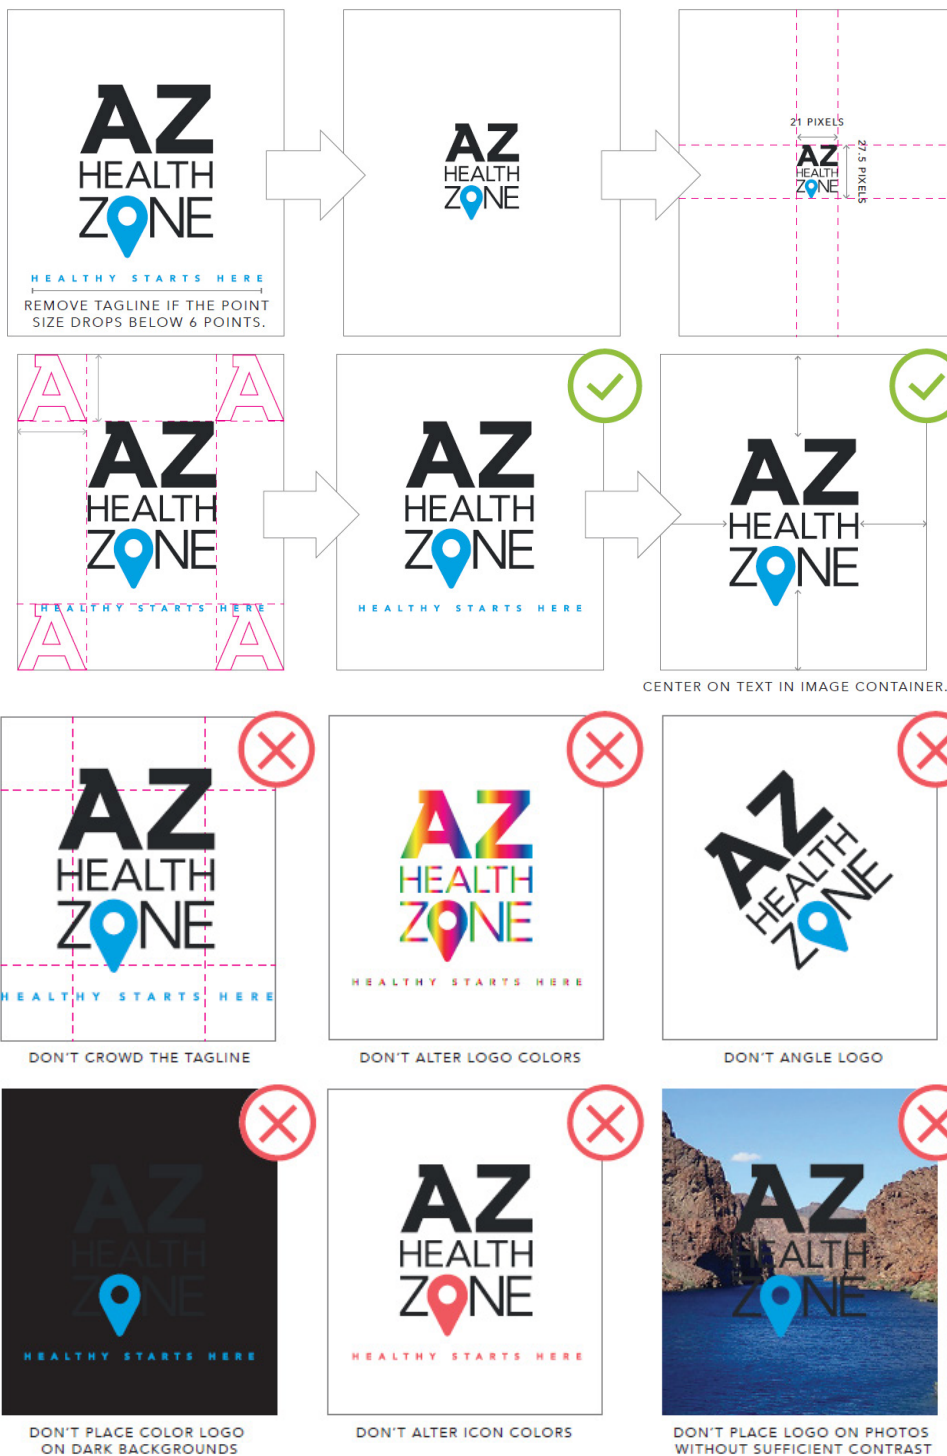 AZ
HEALTH
ZONE
HEALTHY STARTS HERE
REMOVE TAGLINE IF THE POINT
SIZE DROPS BELOW 6 POINTS.
AZ
HEALTH
ZONE
21 PIXELS
27.5 PIXELS
AZ
HEALTH
ZONE
A
A
AZ
HEALTH
ZONE
HEALTHY STARTS HERE
A
A
AZ
HEALTH
ZONE
HEALTHY STARTS HERE
AZ
HEALTH
ZONE
CENTER ON TEXT IN IMAGE CONTAINER.
AZ
HEALTH
ZONE
HEALTHY STARTS HERE
DON'T CROWD THE TAGLINE
AZ
HEALTH
ZONE
HEALTHY STARTS HERE
DON'T ALTER LOGO COLORS
AZ
HEALTH
ZONE
DON'T ANGLE LOGO
AZ
HEALTH
ZONE
HEALTHY STARTS HERE
DON'T PLACE COLOR LOGO
ON DARK BACKGROUNDS
AZ
HEALTH
ZONE
HEALTHY STARTS HERE
DON'T ALTER ICON COLORS
AZ
HEALTH
ZONE
DON'T PLACE LOGO ON PHOTOS
WITHOUT SUFFICIENT CONTRAST